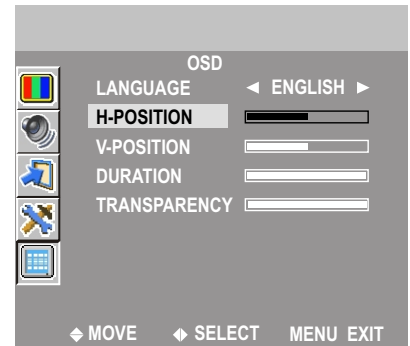 OSD
LANGUAGE ENGLISH
H-POSITION
V-POSITION
DURATION
TRANSPARENCY
MOVE SELECT MENU EXIT